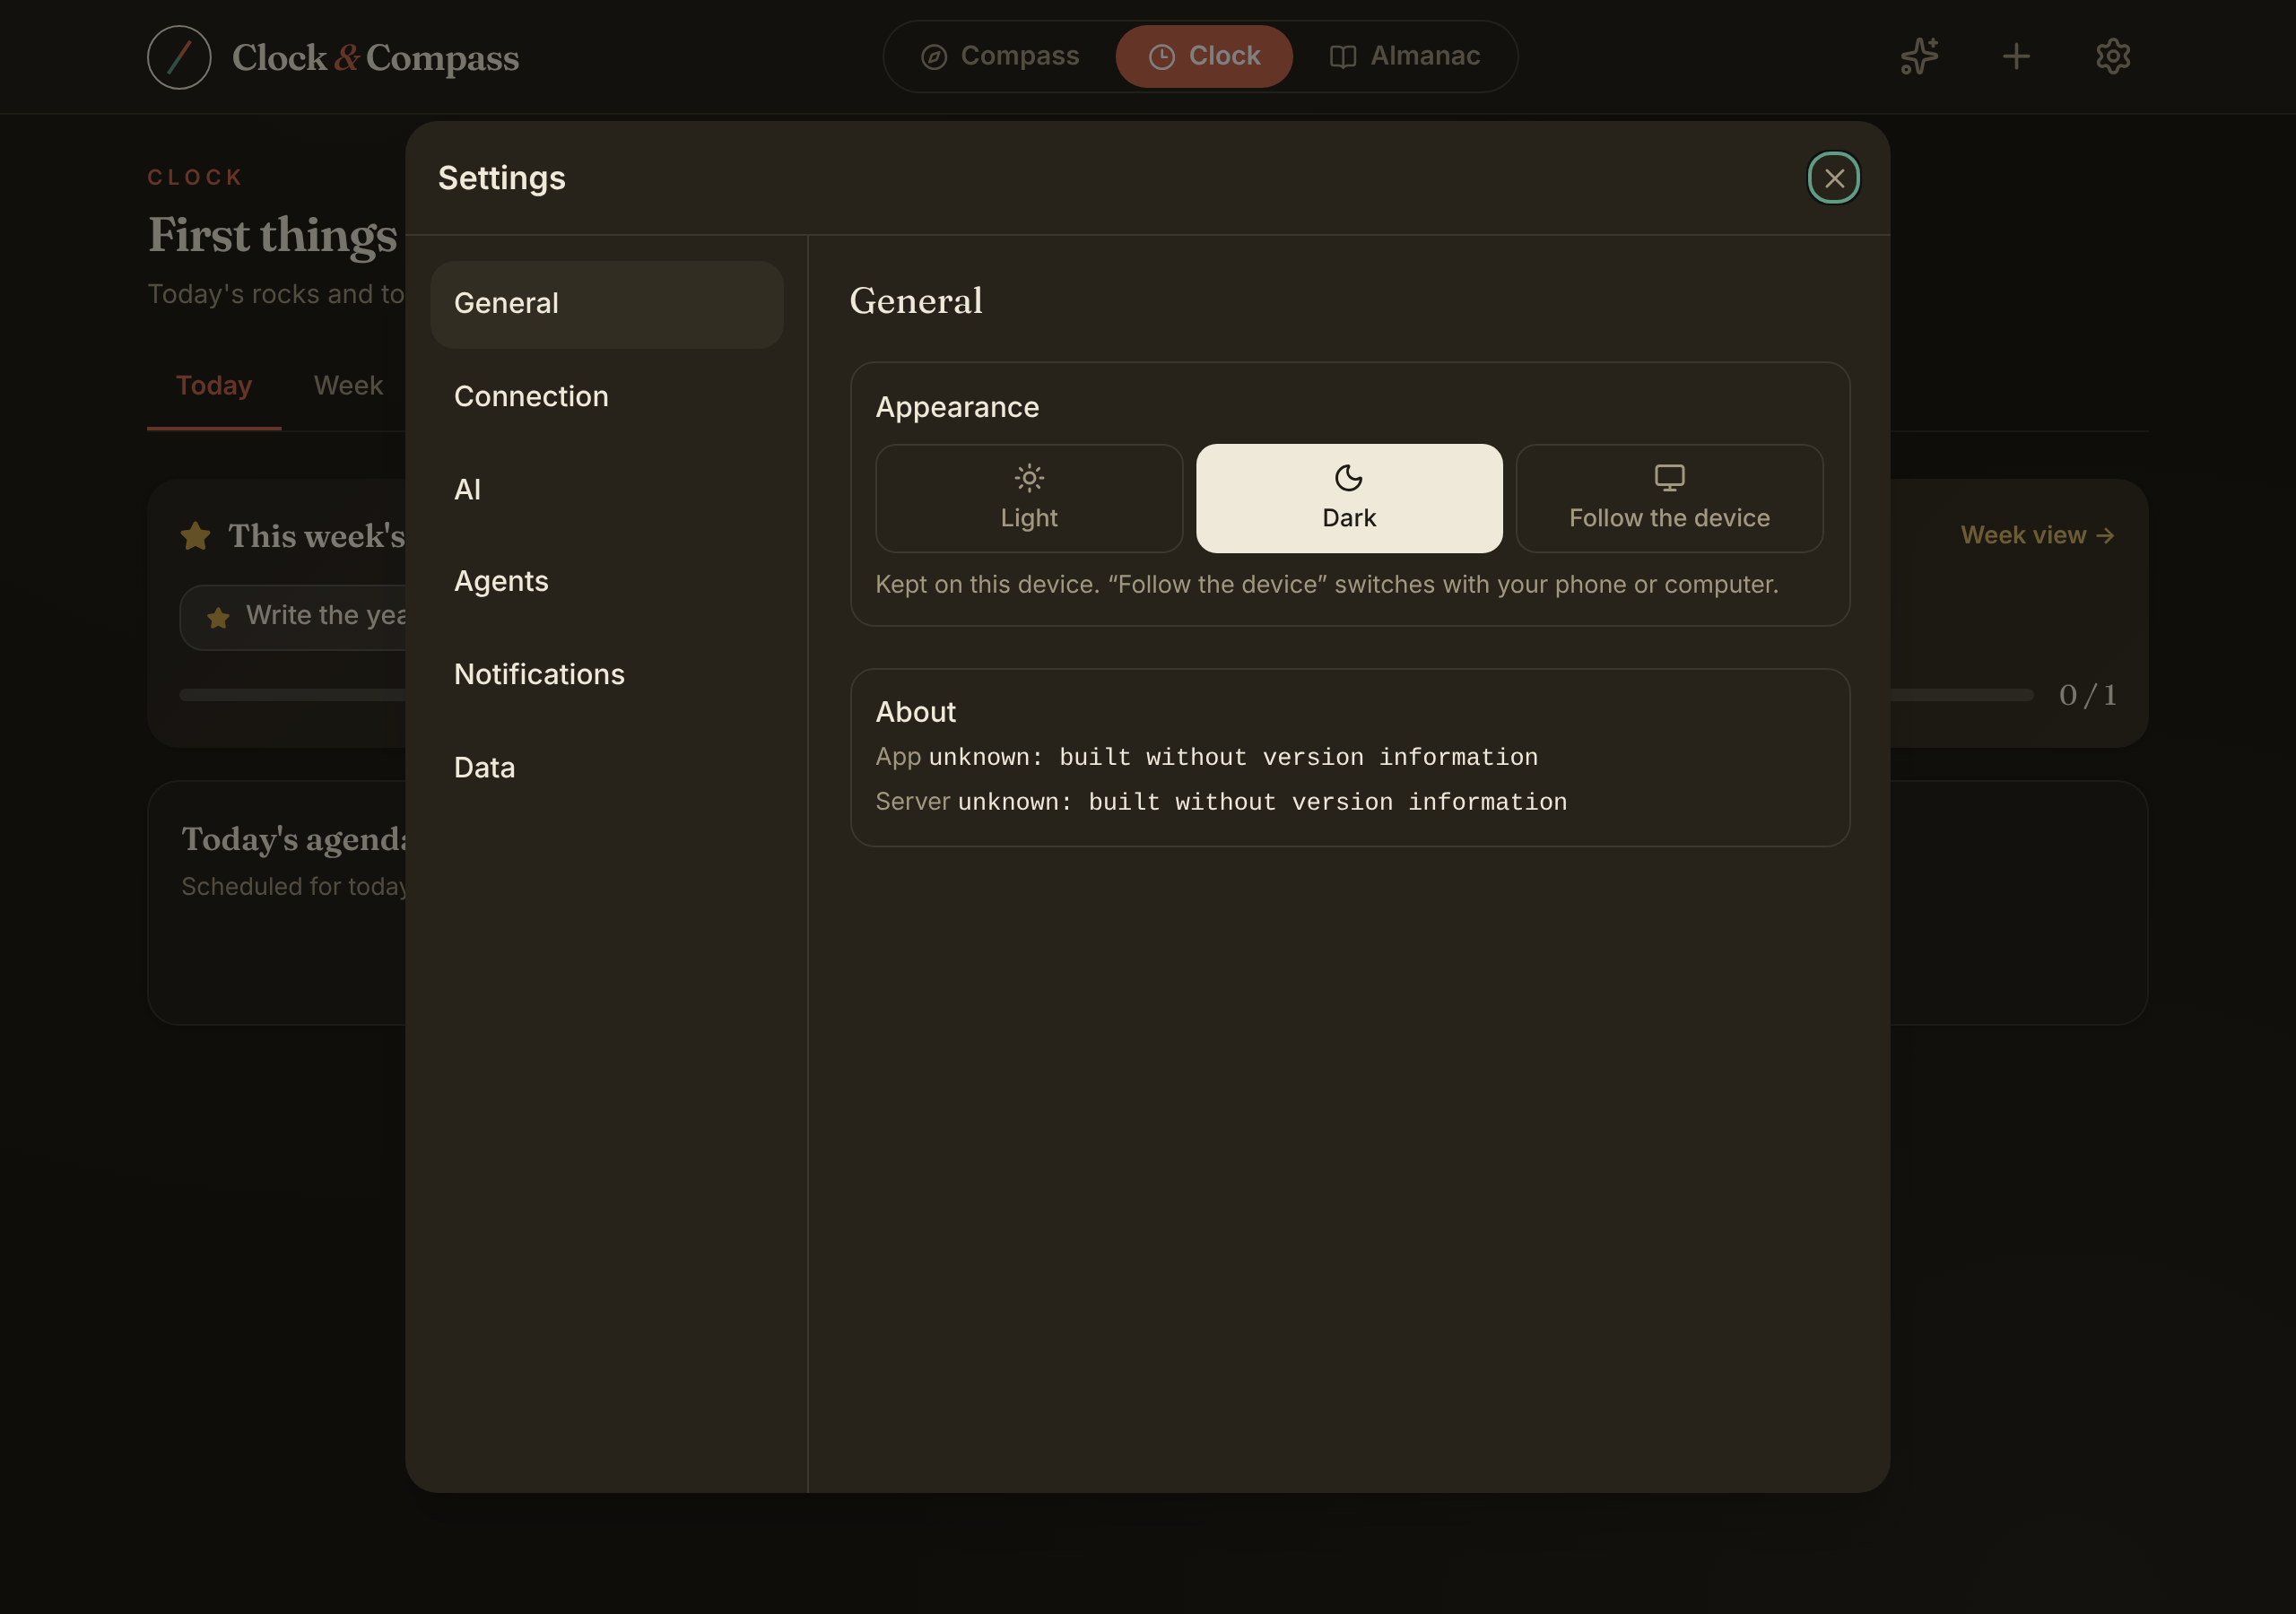 Clock & Compass
Compass
Clock
Almanac
CLOCK
First things
Today's rocks and to
Today
Week
This week's
Week view →
Write the yea
0 / 1
Today's agenda
Scheduled for today
Settings
General
Connection
AI
Agents
Notifications
Data
General
Appearance
Light
Dark
Follow the device
Kept on this device. “Follow the device” switches with your phone or computer.
About
App unknown: built without version information
Server unknown: built without version information